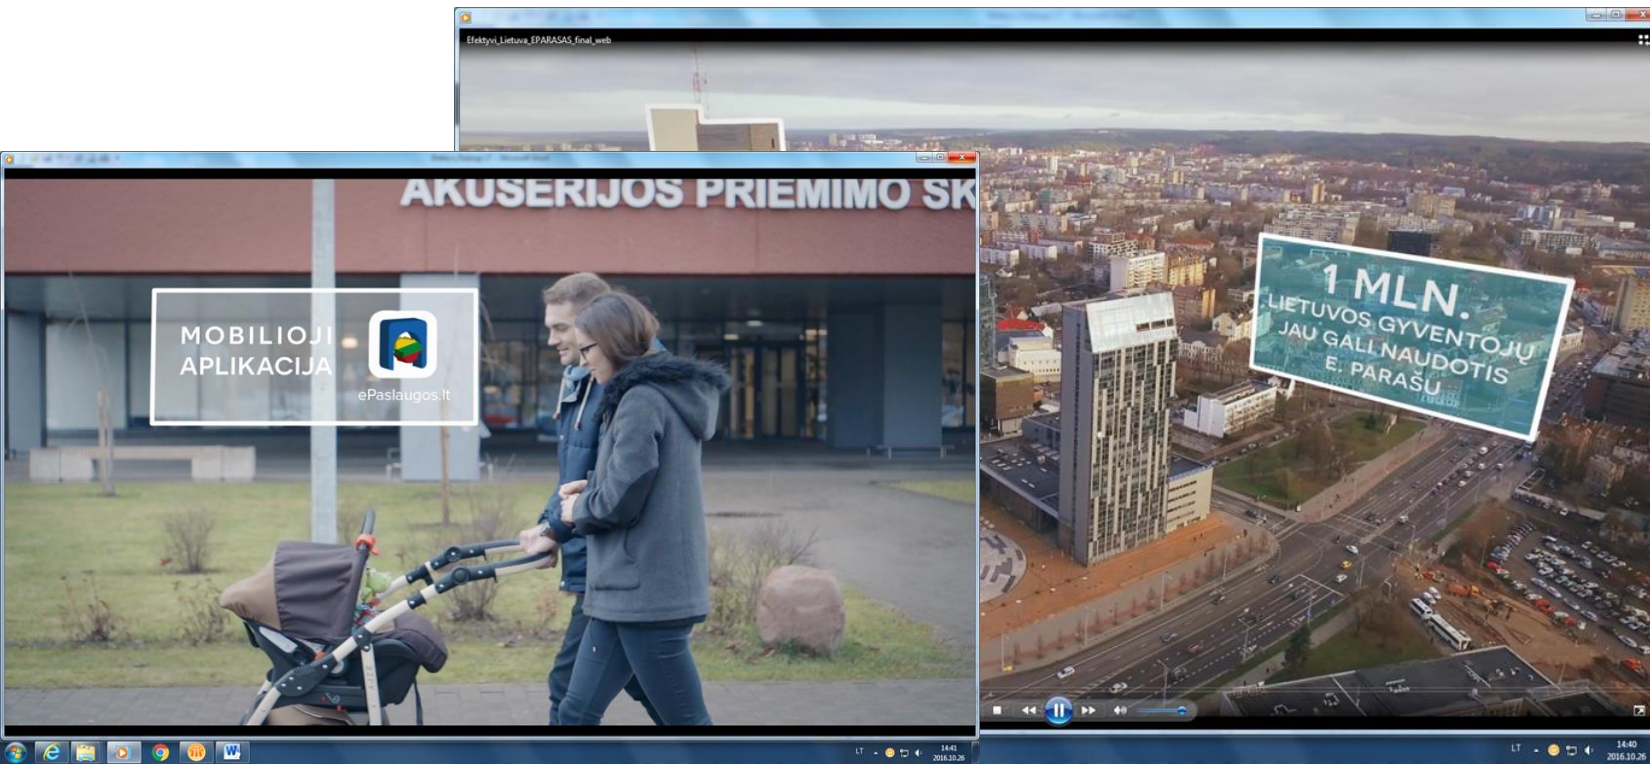 Efektyvi_Lietuva_EPARASAS_final_web
AKUŠERIJOS PRIEMIMO SK
MOBILIOJI
APLIKACIJA
ePaslaugos.lt
1 MLN.
LIETUVOS GYVENTOJŲ
JAU GALI NAUDOTIS
E. PARAŠU
LT
14:41
2016.10.26
LT
14:40
2016.10.26